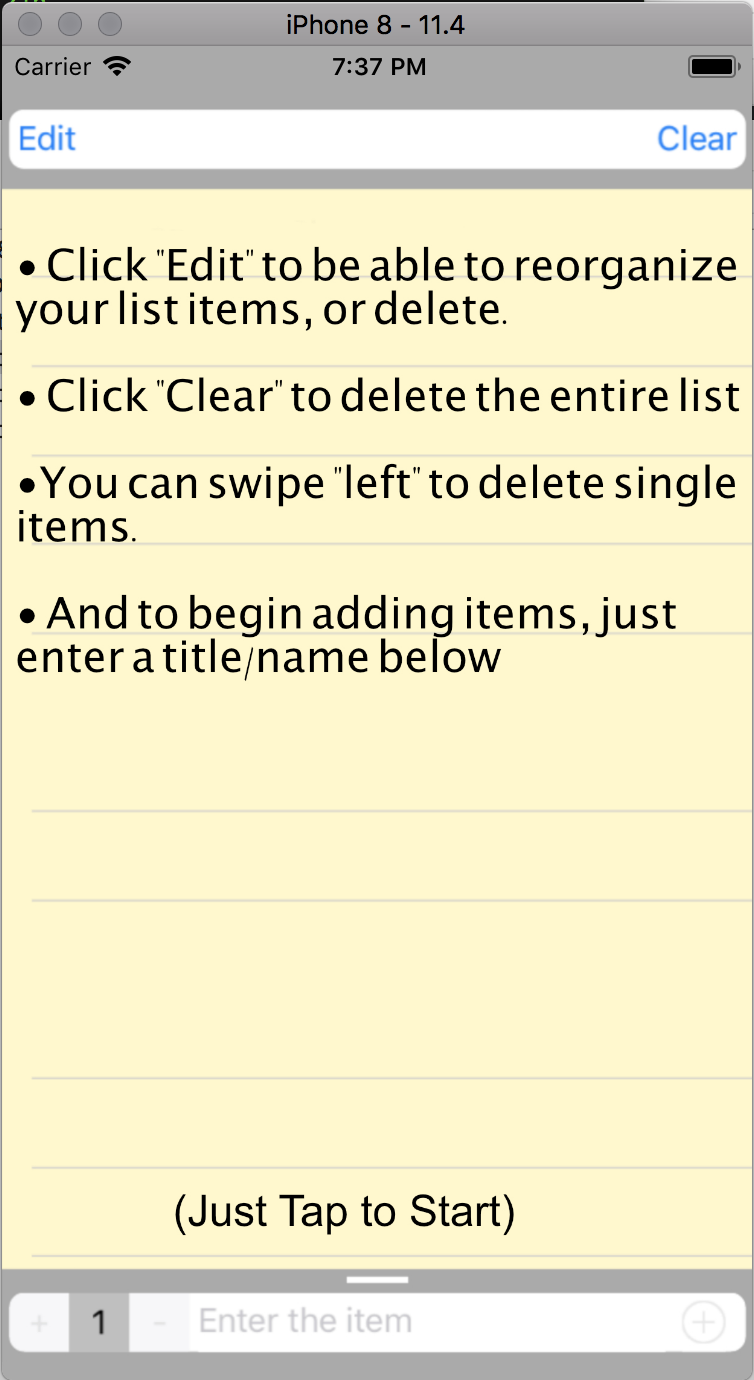 iPhone 8 - 11.4
Carrier 7:37 PM
Edit Clear
• Click "Edit" to be able to reorganize
your list items, or delete.
• Click "Clear" to delete the entire list
•You can swipe "left" to delete single
items.
• And to begin adding items, just
enter a title/name below
(Just Tap to Start)
+ 1 - Enter the item +